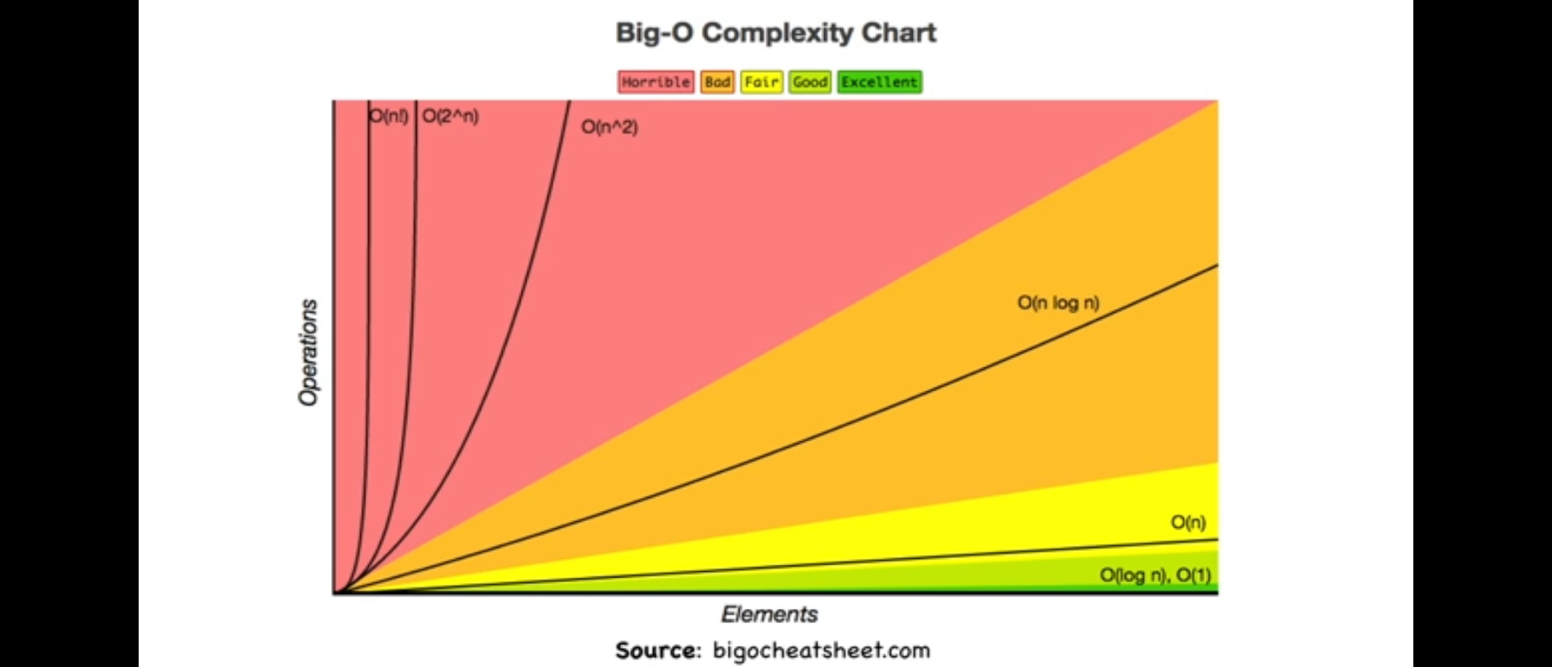 Big-O Complexity Chart
Horrible Bad Fair Good Excellent
O(n!) O(2^n)
O(n^2)
O(n log n)
Operations
O(n)
O(log n), O(1)
Elements
Source: bigocheatsheet.com